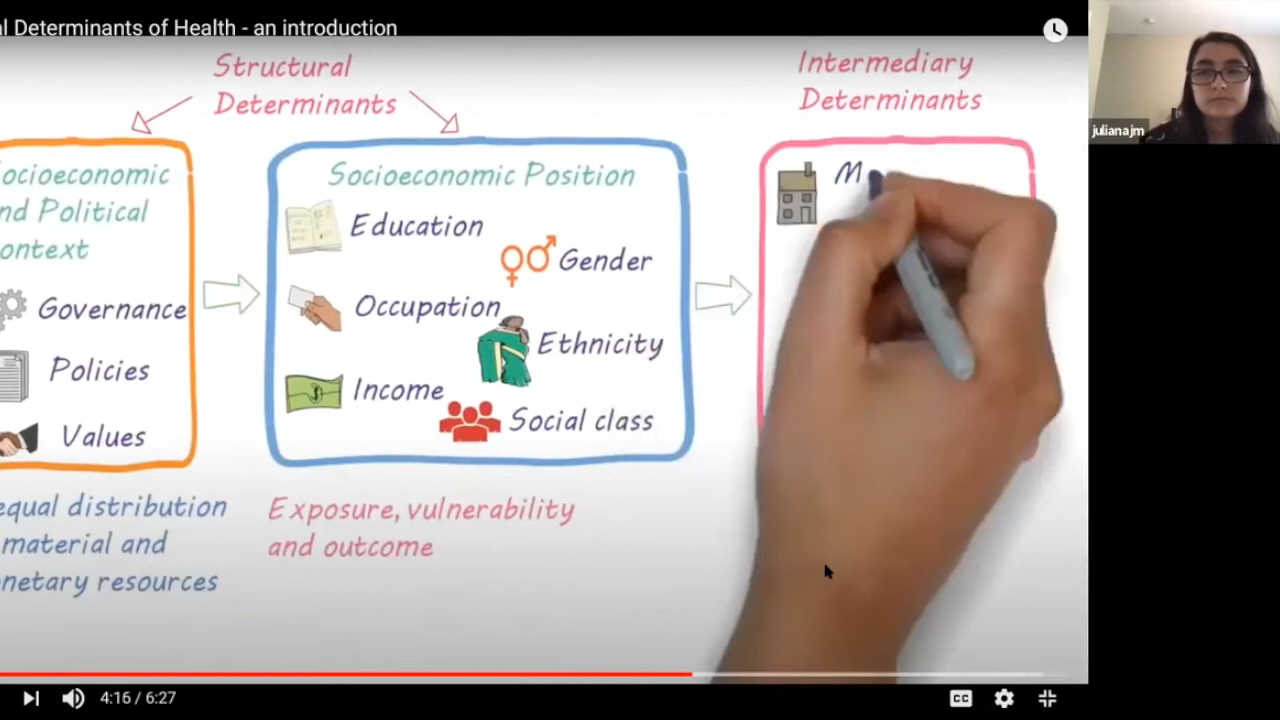 al Determinants of Health - an introduction
Structural
Determinants
Intermediary
Determinants
ocioeconomic
nd Political
ontext
Governance
Policies
Values
Socioeconomic Position
Education
Gender
Occupation
Ethnicity
Income
Social class
M
equal distribution
material and
netary resources
Exposure, vulnerability
and outcome
julianajm
4:16 / 6:27
CC